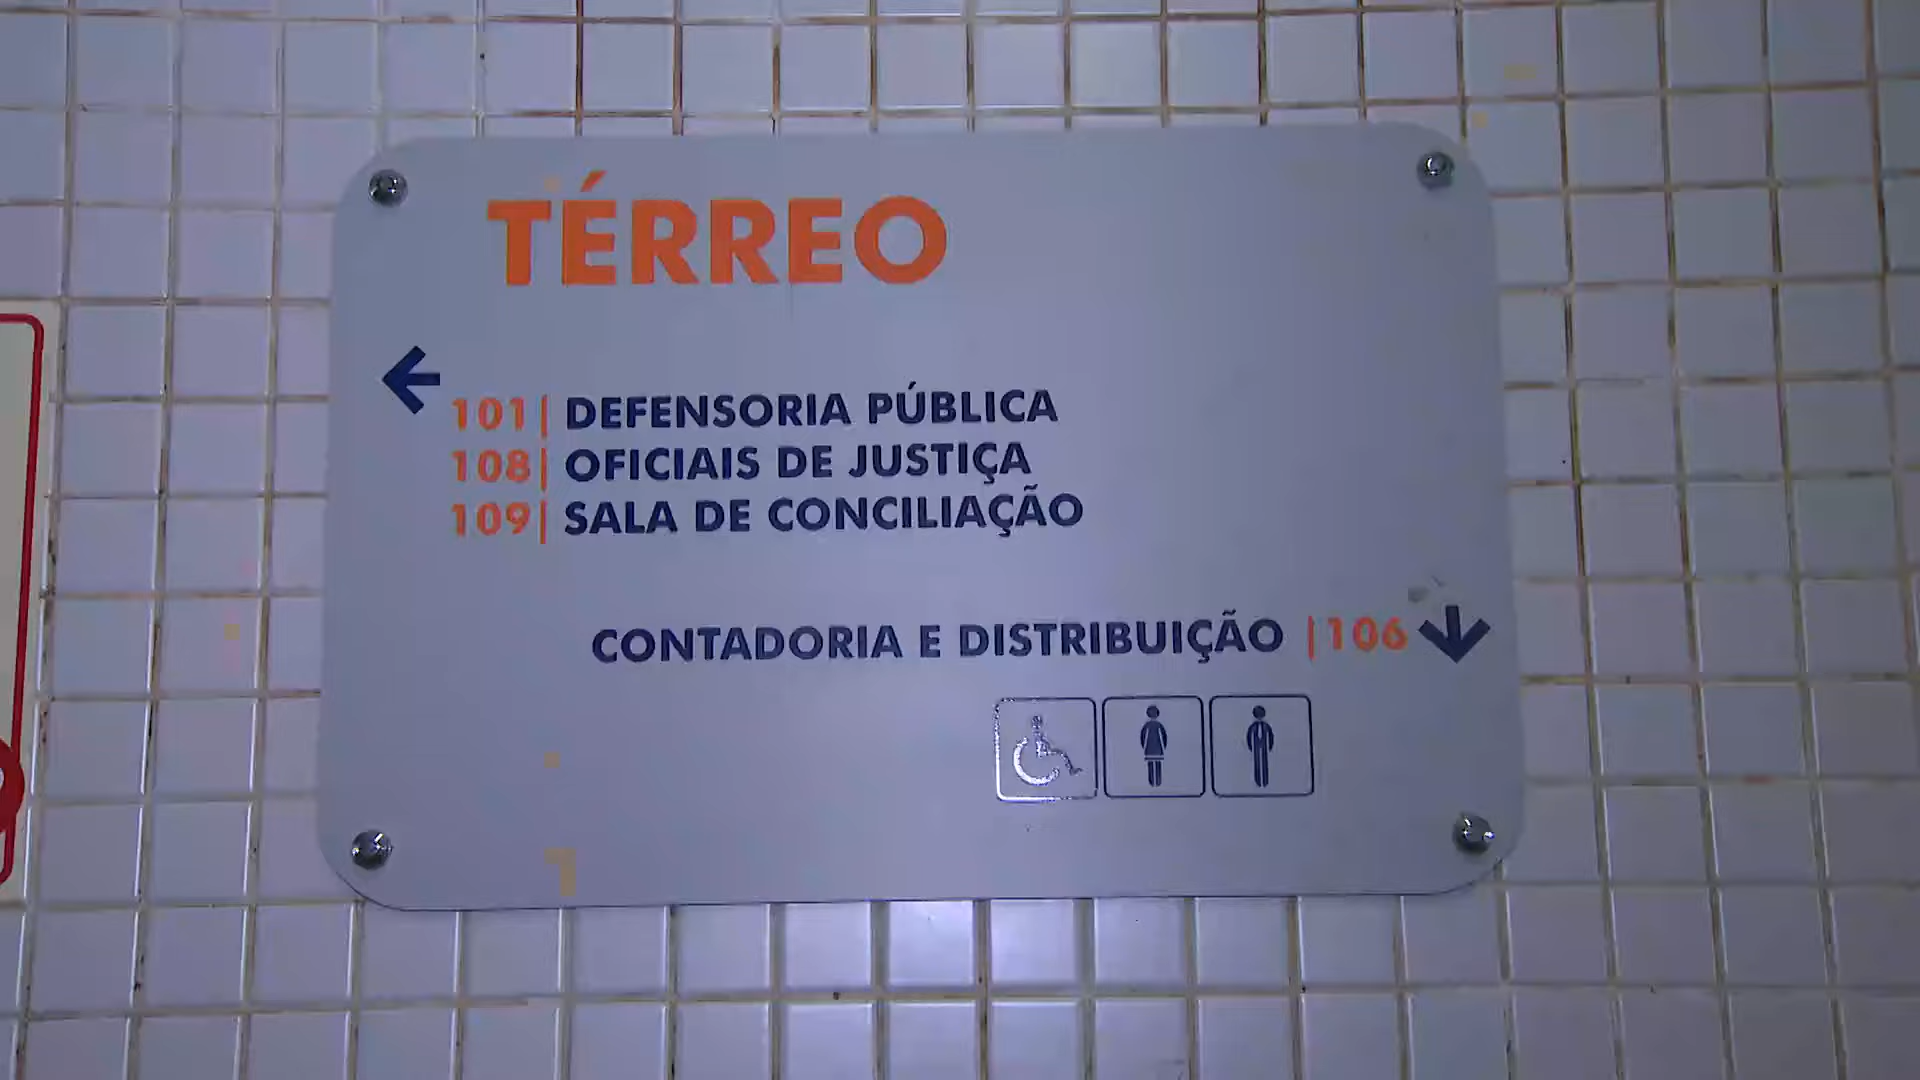 TÉRREO
101| DEFENSORIA PÚBLICA
108| OFICIAIS DE JUSTIÇA
109| SALA DE CONCILIAÇÃO
CONTADORIA E DISTRIBUIÇÃO |106